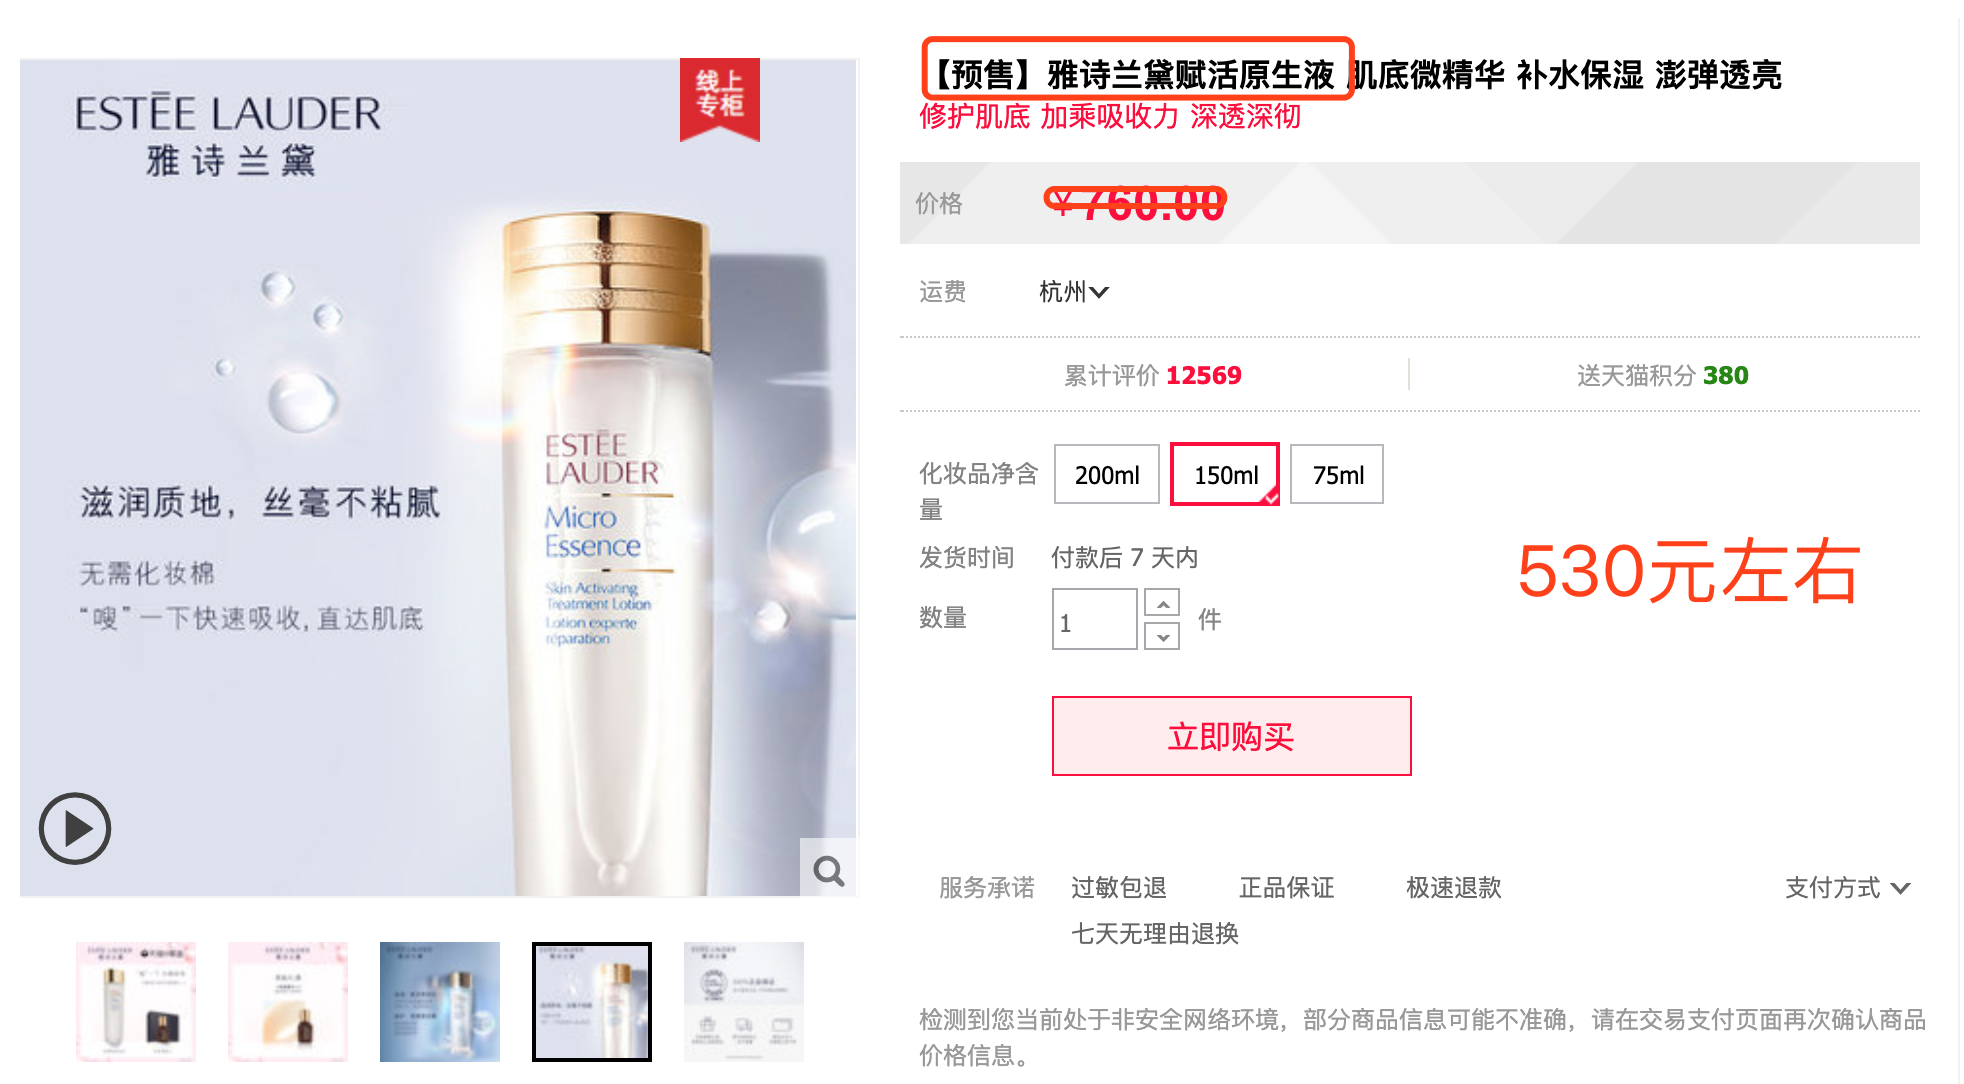 ESTĒE LAUDER
雅诗兰黛
线上
专柜
滋润质地，丝毫不粘腻
无需化妆棉
“嗖”一下快速吸收,直达肌底
ESTĒE
LAUDER
Micro
Essence
Skin Activating
Treatment Lotion
Lotion experte
réparation
【预售】雅诗兰黛赋活原生液 肌底微精华 补水保湿 澎弹透亮
修护肌底 加乘吸收力 深透深彻
价格 ¥760.00
运费 杭州
累计评价 12569 送天猫积分 380
化妆品净含量 200ml 150ml 75ml
发货时间 付款后 7 天内
530元左右
数量 1 件
立即购买
服务承诺 过敏包退 正品保证 极速退款 支付方式
七天无理由退换
检测到您当前处于非安全网络环境，部分商品信息可能不准确，请在交易支付页面再次确认商品
价格信息。